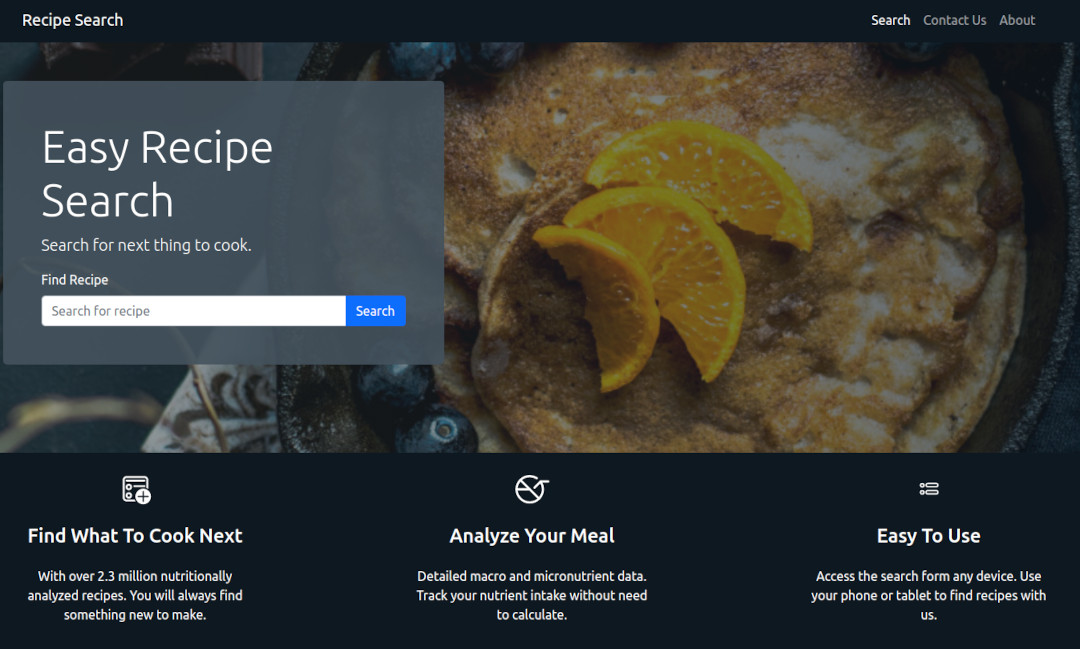 Recipe Search
Search Contact Us About
Easy Recipe
Search
Search for next thing to cook.
Find Recipe
Search for recipe Search
Find What To Cook Next
With over 2.3 million nutritionally
analyzed recipes. You will always find
something new to make.
Analyze Your Meal
Detailed macro and micronutrient data.
Track your nutrient intake without need
to calculate.
Easy To Use
Access the search form any device. Use
your phone or tablet to find recipes with
us.